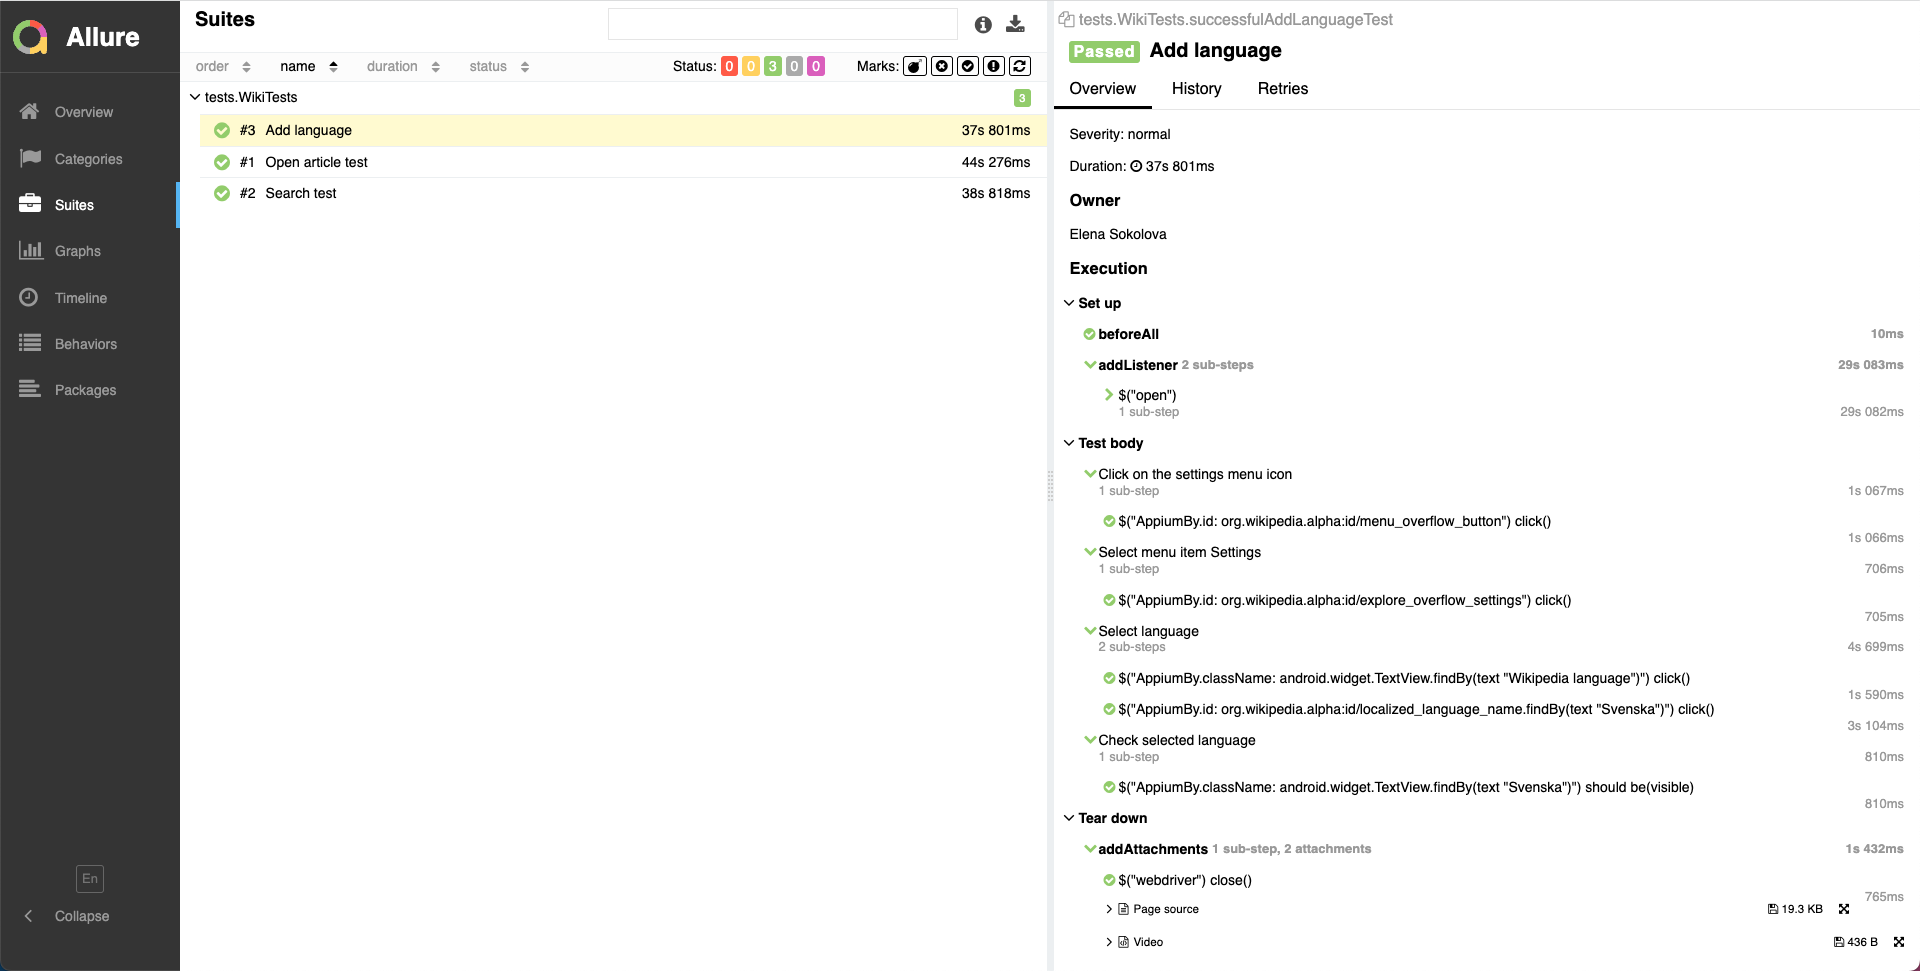 Allure
Overview
Categories
Suites
Graphs
Timeline
Behaviors
Packages
En
Collapse
Suites
order name duration status
Status: 0 0 3 0 0
Marks:
tests.WikiTests 3
#3 Add language 37s 801ms
#1 Open article test 44s 276ms
#2 Search test 38s 818ms
tests.WikiTests.successfulAddLanguageTest
Passed Add language
Overview History Retries
Severity: normal
Duration: 37s 801ms
Owner
Elena Sokolova
Execution
Set up
beforeAll 10ms
addListener 2 sub-steps 29s 083ms
$("open")
1 sub-step 29s 082ms
Test body
Click on the settings menu icon
1 sub-step 1s 067ms
$("AppiumBy.id: org.wikipedia.alpha:id/menu_overflow_button") click()
1s 066ms
Select menu item Settings
1 sub-step 706ms
$("AppiumBy.id: org.wikipedia.alpha:id/explore_overflow_settings") click()
705ms
Select language
2 sub-steps 4s 699ms
$("AppiumBy.className: android.widget.TextView.findBy(text "Wikipedia language")") click()
1s 590ms
$("AppiumBy.id: org.wikipedia.alpha:id/localized_language_name.findBy(text "Svenska")") click()
3s 104ms
Check selected language
1 sub-step 810ms
$("AppiumBy.className: android.widget.TextView.findBy(text "Svenska")") should be(visible)
810ms
Tear down
addAttachments 1 sub-step, 2 attachments 1s 432ms
$("webdriver") close()
765ms
Page source 19.3 KB
Video 436 B